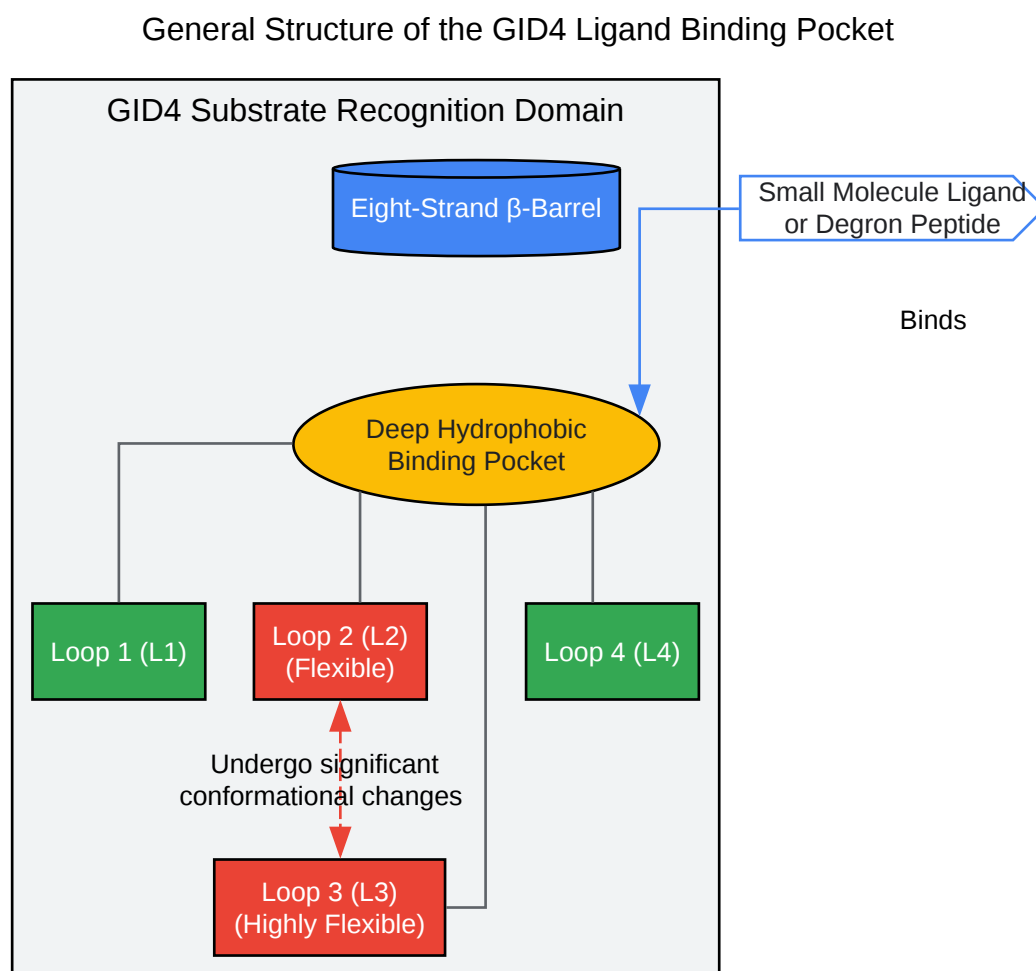 General Structure of the GID4 Ligand Binding Pocket
GID4 Substrate Recognition Domain
Eight-Strand β-Barrel
Small Molecule Ligand
or Degron Peptide
Binds
Deep Hydrophobic
Binding Pocket
Loop 1 (L1)
Loop 2 (L2)
(Flexible)
Loop 4 (L4)
Undergo significant
conformational changes
Loop 3 (L3)
(Highly Flexible)